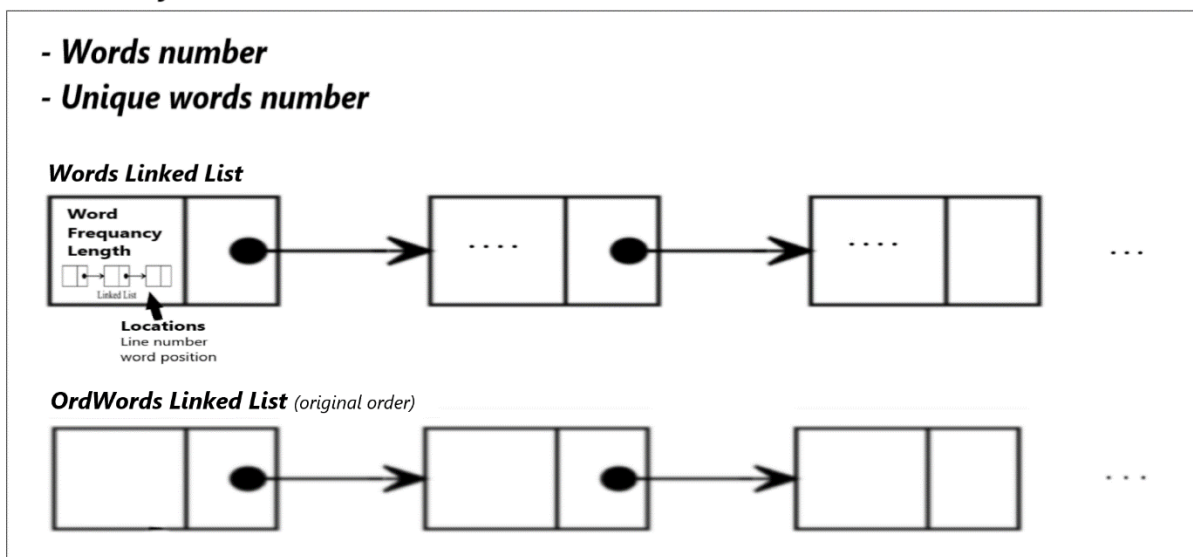 - Words number
- Unique words number
Words Linked List
Word
Frequancy
Length
Linked List
Locations
Line number
word position
....
....
...
OrdWords Linked List (original order)
...